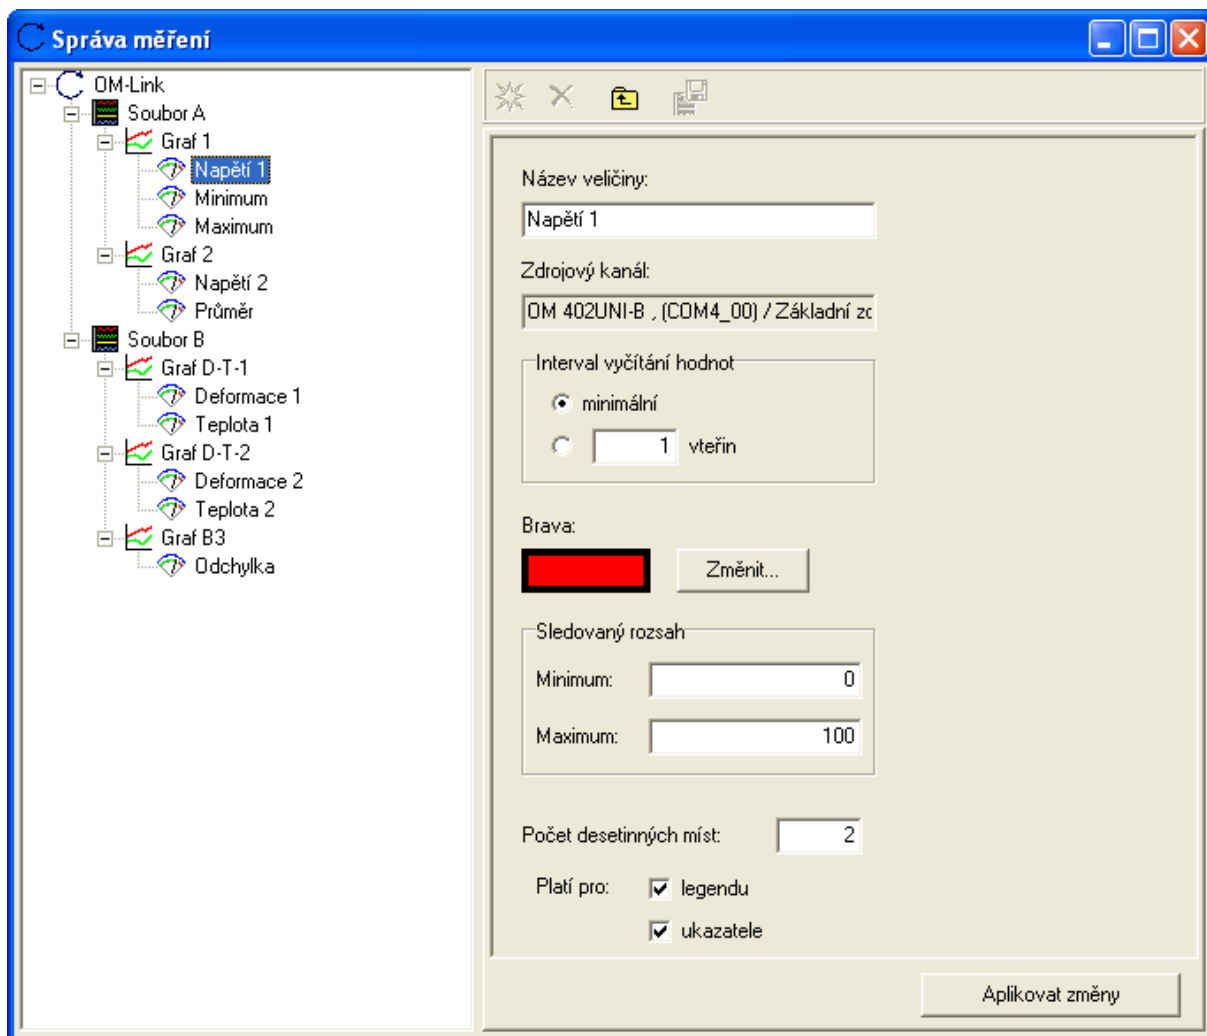 Správa měření
OM-Link
Soubor A
Graf 1
Napětí 1
Minimum
Maximum
Graf 2
Napětí 2
Průměr
Soubor B
Graf D-T-1
Deformace 1
Teplota 1
Graf D-T-2
Deformace 2
Teplota 2
Graf B3
Odchylka
Název veličiny:
Napětí 1
Zdrojový kanál:
OM 402UNI-B , (COM4_00) / Základní zc
Interval vyčítání hodnot
minimální
1 vteřin
Brava:
Změnit...
Sledovaný rozsah
Minimum: 0
Maximum: 100
Počet desetinných míst: 2
Platí pro: legendu
ukazatele
Aplikovat změny